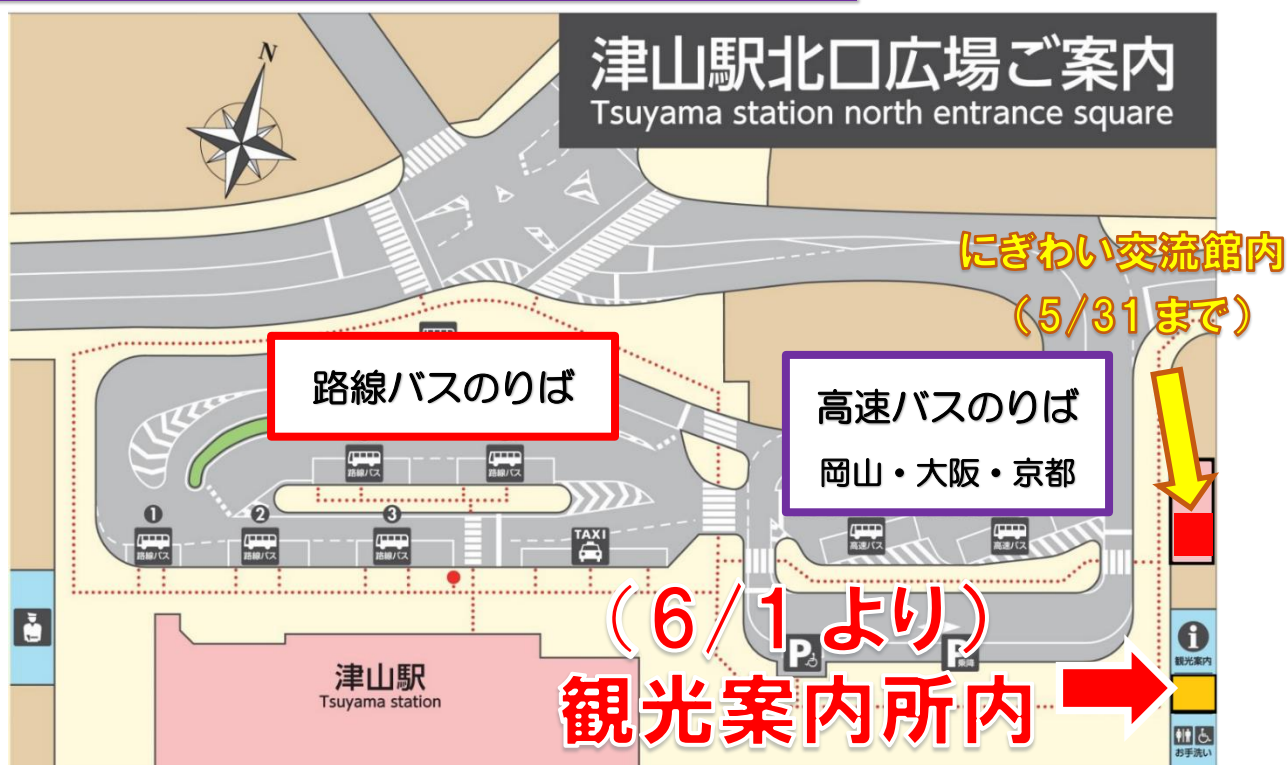 津山駅北口広場ご案内
Tsuyama station north entrance square
N
にぎわい交流館内
（5/31まで）
路線バスのりば
高速バスのりば
岡山・大阪・京都
路線バス
路線バス
❶
❷
❸
路線バス
路線バス
路線バス
TAXI
高速バス
高速バス
（6/1より）
観光案内所内
津山駅
Tsuyama station
P
P
乗降
i
観光案内
お手洗い